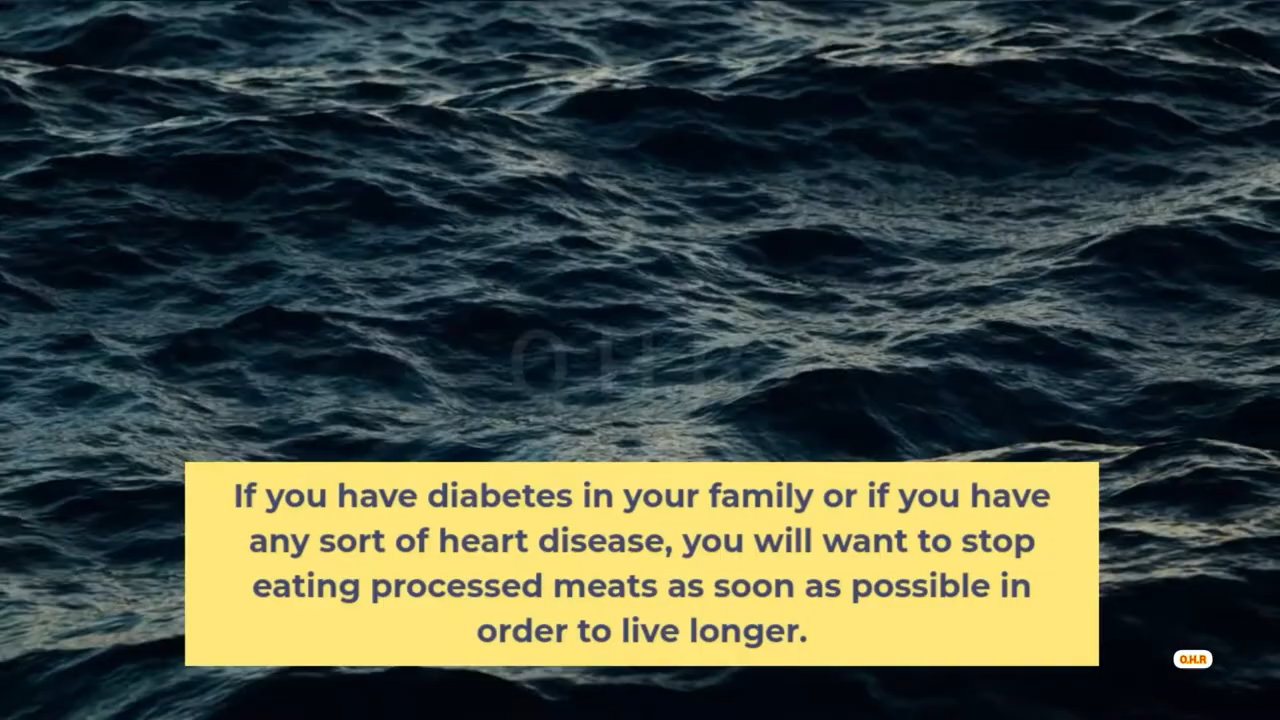 O.H.R
If you have diabetes in your family or if you have
any sort of heart disease, you will want to stop
eating processed meats as soon as possible in
order to live longer.
O.H.R